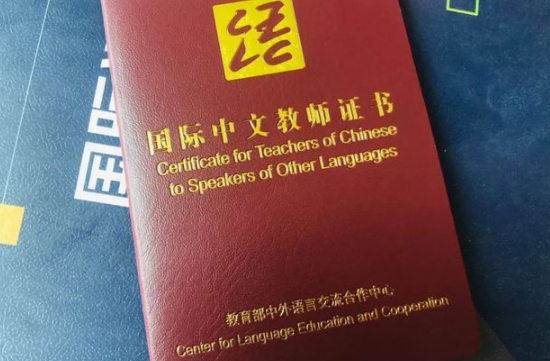 国际中文教师证书
Certificate for Teachers of Chinese
to Speakers of Other Languages
教育部中外语言交流合作中心
Center for Language Education and Cooperation